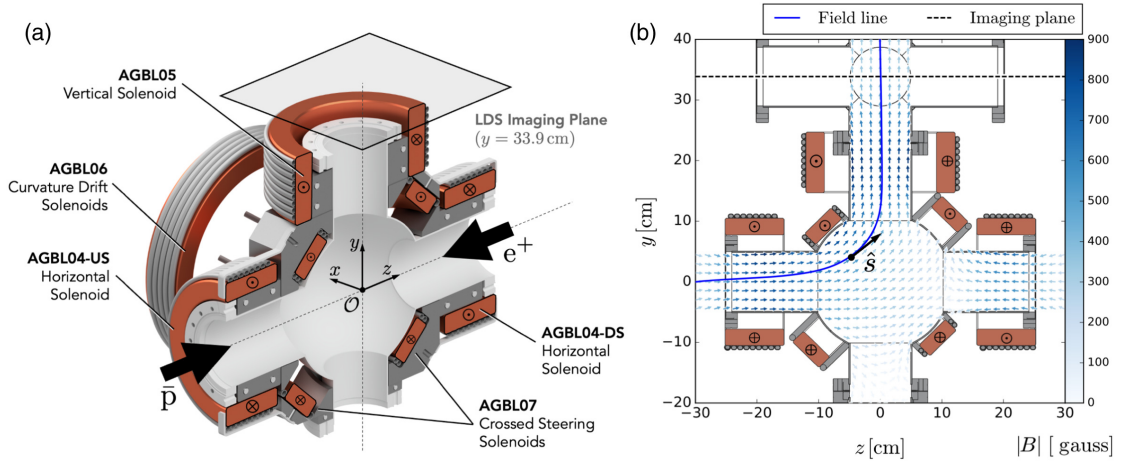 (a)
AGBL05
Vertical Solenoid
LDS Imaging Plane
(y = 33.9 cm)
AGBL06
Curvature Drift
Solenoids
AGBL04-US
Horizontal
Solenoid
y
x
z
𝒪
e⁺
p̄
AGBL04-DS
Horizontal
Solenoid
AGBL07
Crossed Steering
Solenoids
(b)
Field line
Imaging plane
y [cm]
40
30
20
10
0
−10
−20
ŝ
−30
−20
−10
0
10
20
30
z [cm]
900
800
700
600
500
400
300
200
100
0
|B| [ gauss]